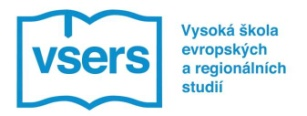 vsers
Vysoká škola
evropských
a regionálních
studií